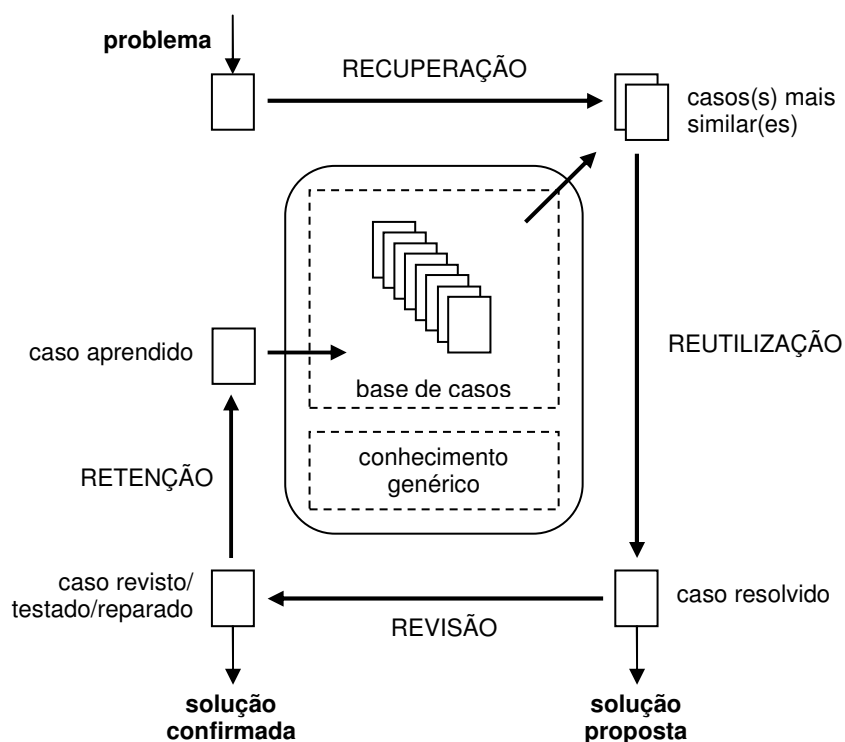 problema
RECUPERAÇÃO
casos(s) mais
similar(es)
caso aprendido
base de casos
REUTILIZAÇÃO
conhecimento
genérico
RETENÇÃO
caso revisto/
testado/reparado
REVISÃO
caso resolvido
solução
confirmada
solução
proposta